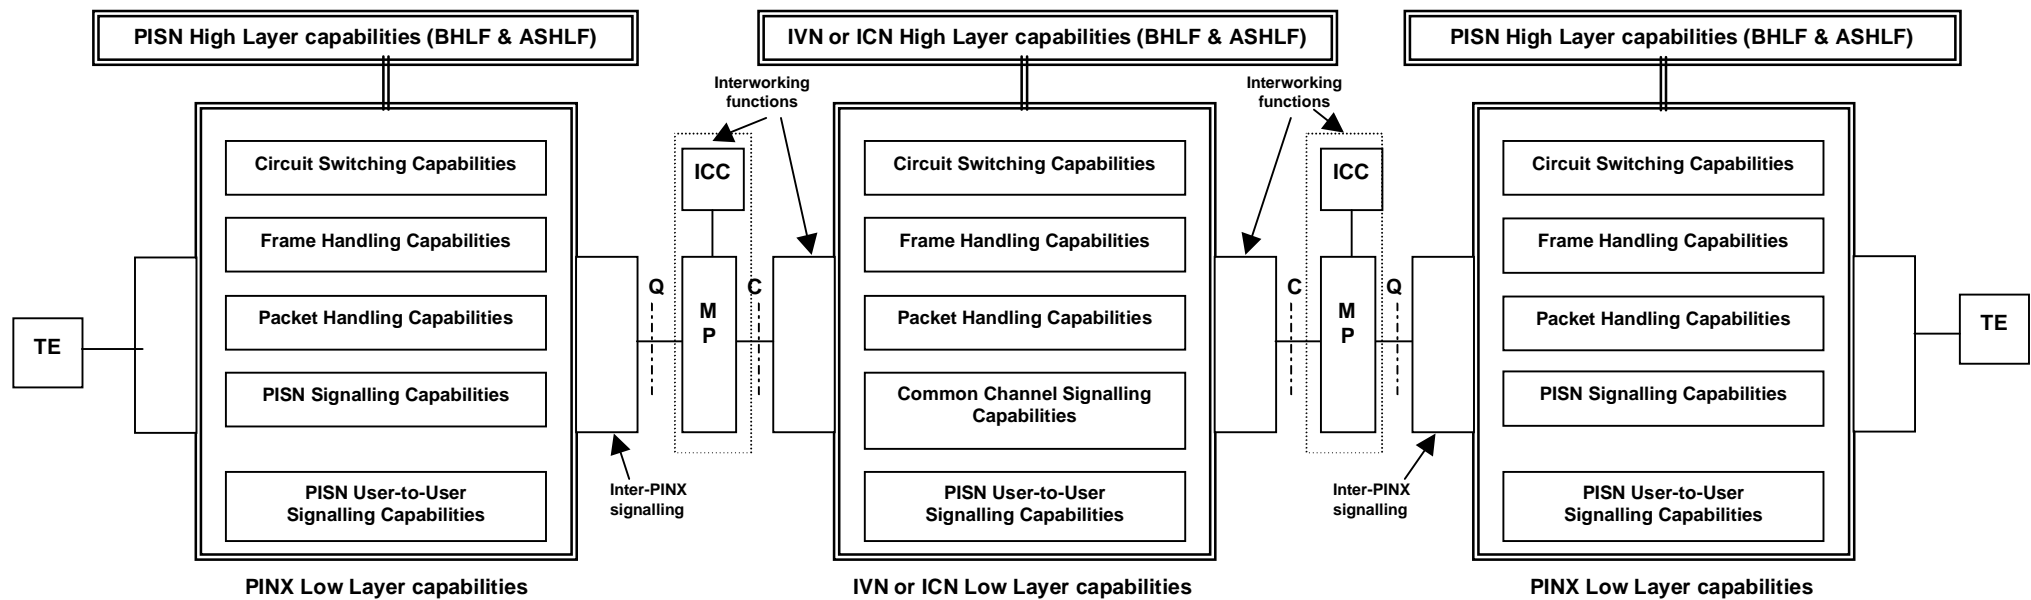 PISN High Layer capabilities (BHLF & ASHLF)
IVN or ICN High Layer capabilities (BHLF & ASHLF)
PISN High Layer capabilities (BHLF & ASHLF)
Interworking
functions
Interworking
functions
TE
Circuit Switching Capabilities
Frame Handling Capabilities
Packet Handling Capabilities
PISN Signalling Capabilities
PISN User-to-User
Signalling Capabilities
PINX Low Layer capabilities
Q
ICC
M
P
C
Inter-PINX
signalling
Circuit Switching Capabilities
Frame Handling Capabilities
Packet Handling Capabilities
Common Channel Signalling
Capabilities
PISN User-to-User
Signalling Capabilities
IVN or ICN Low Layer capabilities
C
ICC
M
P
Q
Inter-PINX
signalling
Circuit Switching Capabilities
Frame Handling Capabilities
Packet Handling Capabilities
PISN Signalling Capabilities
PISN User-to-User
Signalling Capabilities
PINX Low Layer capabilities
TE